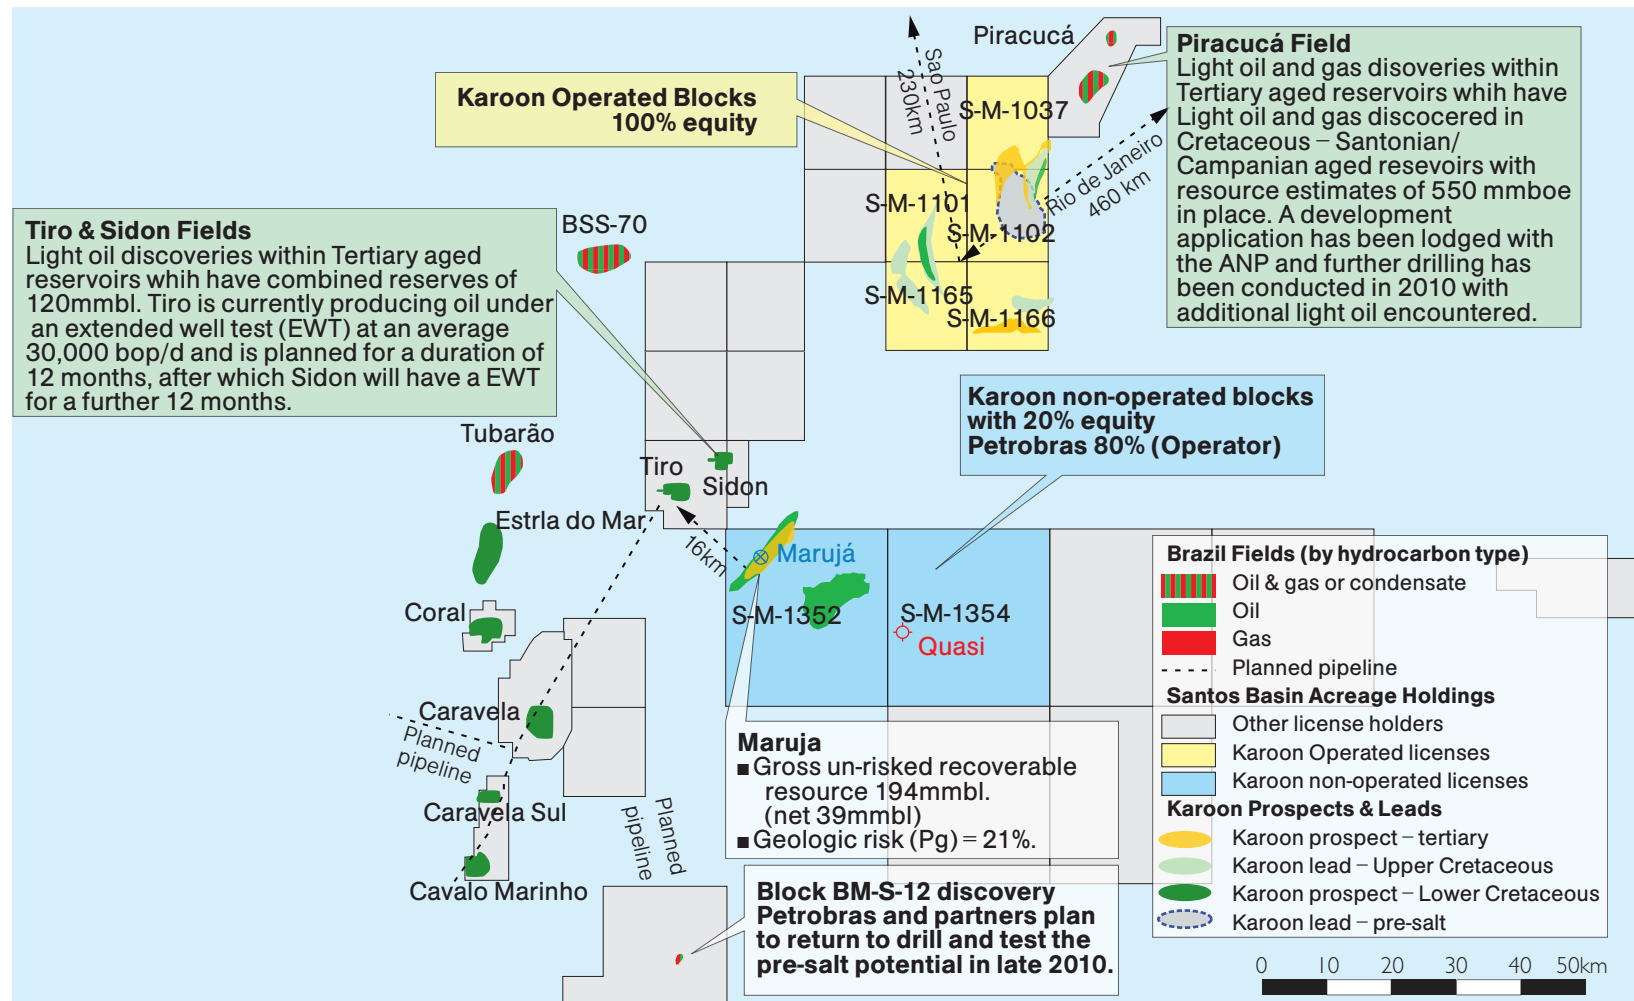 Piracucá
Piracucá Field
Light oil and gas disoveries within
Tertiary aged reservoirs whih have
Light oil and gas discocered in
Cretaceous – Santonian/
Campanian aged resevoirs with
resource estimates of 550 mmboe
in place. A development
application has been lodged with
the ANP and further drilling has
been conducted in 2010 with
additional light oil encountered.
Karoon Operated Blocks
100% equity
Sao Paulo
230km
S-M-1037
Rio de Janeiro
460 km
S-M-1101
S-M-1102
S-M-1165
S-M-1166
Tiro & Sidon Fields
Light oil discoveries within Tertiary aged
reservoirs whih have combined reserves of
120mmbl. Tiro is currently producing oil under
an extended well test (EWT) at an average
30,000 bop/d and is planned for a duration of
12 months, after which Sidon will have a EWT
for a further 12 months.
BSS-70
Karoon non-operated blocks
with 20% equity
Petrobras 80% (Operator)
Tubarão
Tiro
Sidon
Estrla do Mar
16km
Marujá
S-M-1352
S-M-1354
Quasi
Coral
Caravela
Planned
pipeline
Caravela Sul
Cavalo Marinho
Planned
pipeline
Maruja
■ Gross un-risked recoverable
resource 194mmbl.
(net 39mmbl)
■ Geologic risk (Pg) = 21%.
Block BM-S-12 discovery
Petrobras and partners plan
to return to drill and test the
pre-salt potential in late 2010.
Brazil Fields (by hydrocarbon type)
Oil & gas or condensate
Oil
Gas
Planned pipeline
Santos Basin Acreage Holdings
Other license holders
Karoon Operated licenses
Karoon non-operated licenses
Karoon Prospects & Leads
Karoon prospect – tertiary
Karoon lead – Upper Cretaceous
Karoon prospect – Lower Cretaceous
Karoon lead – pre-salt
0 10 20 30 40 50km